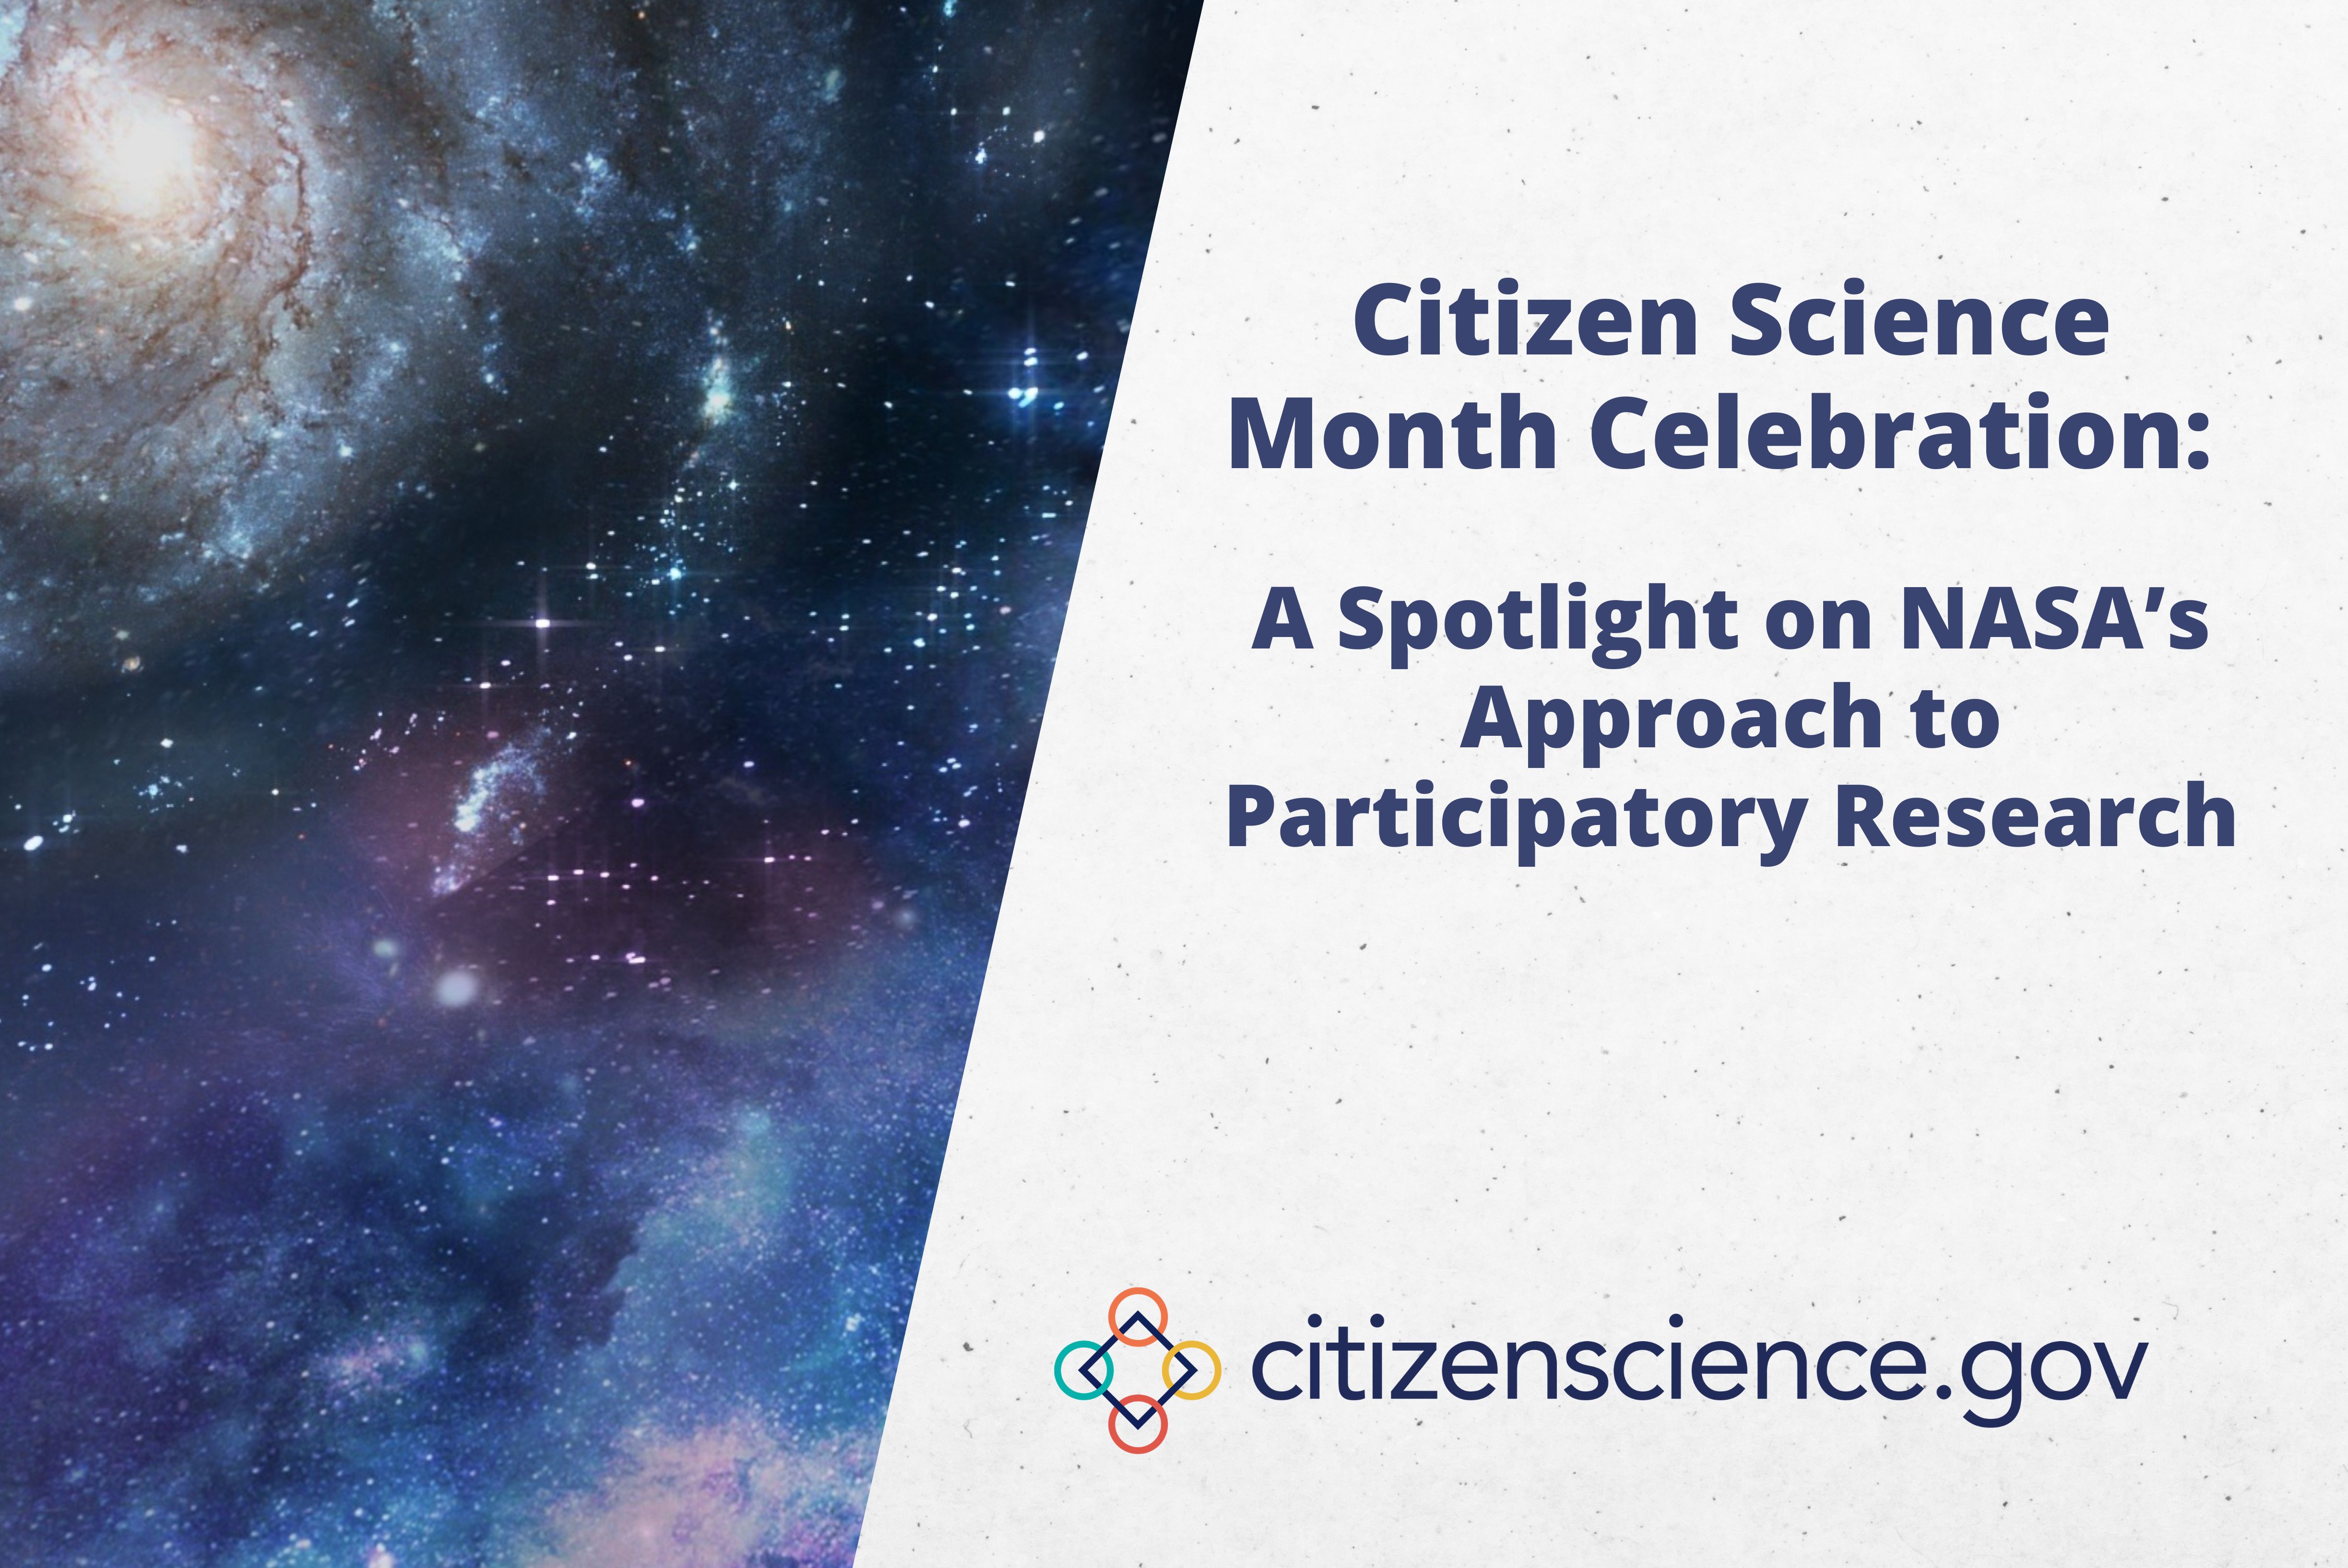 Citizen Science
Month Celebration:
A Spotlight on NASA’s
Approach to
Participatory Research
citizenscience.gov